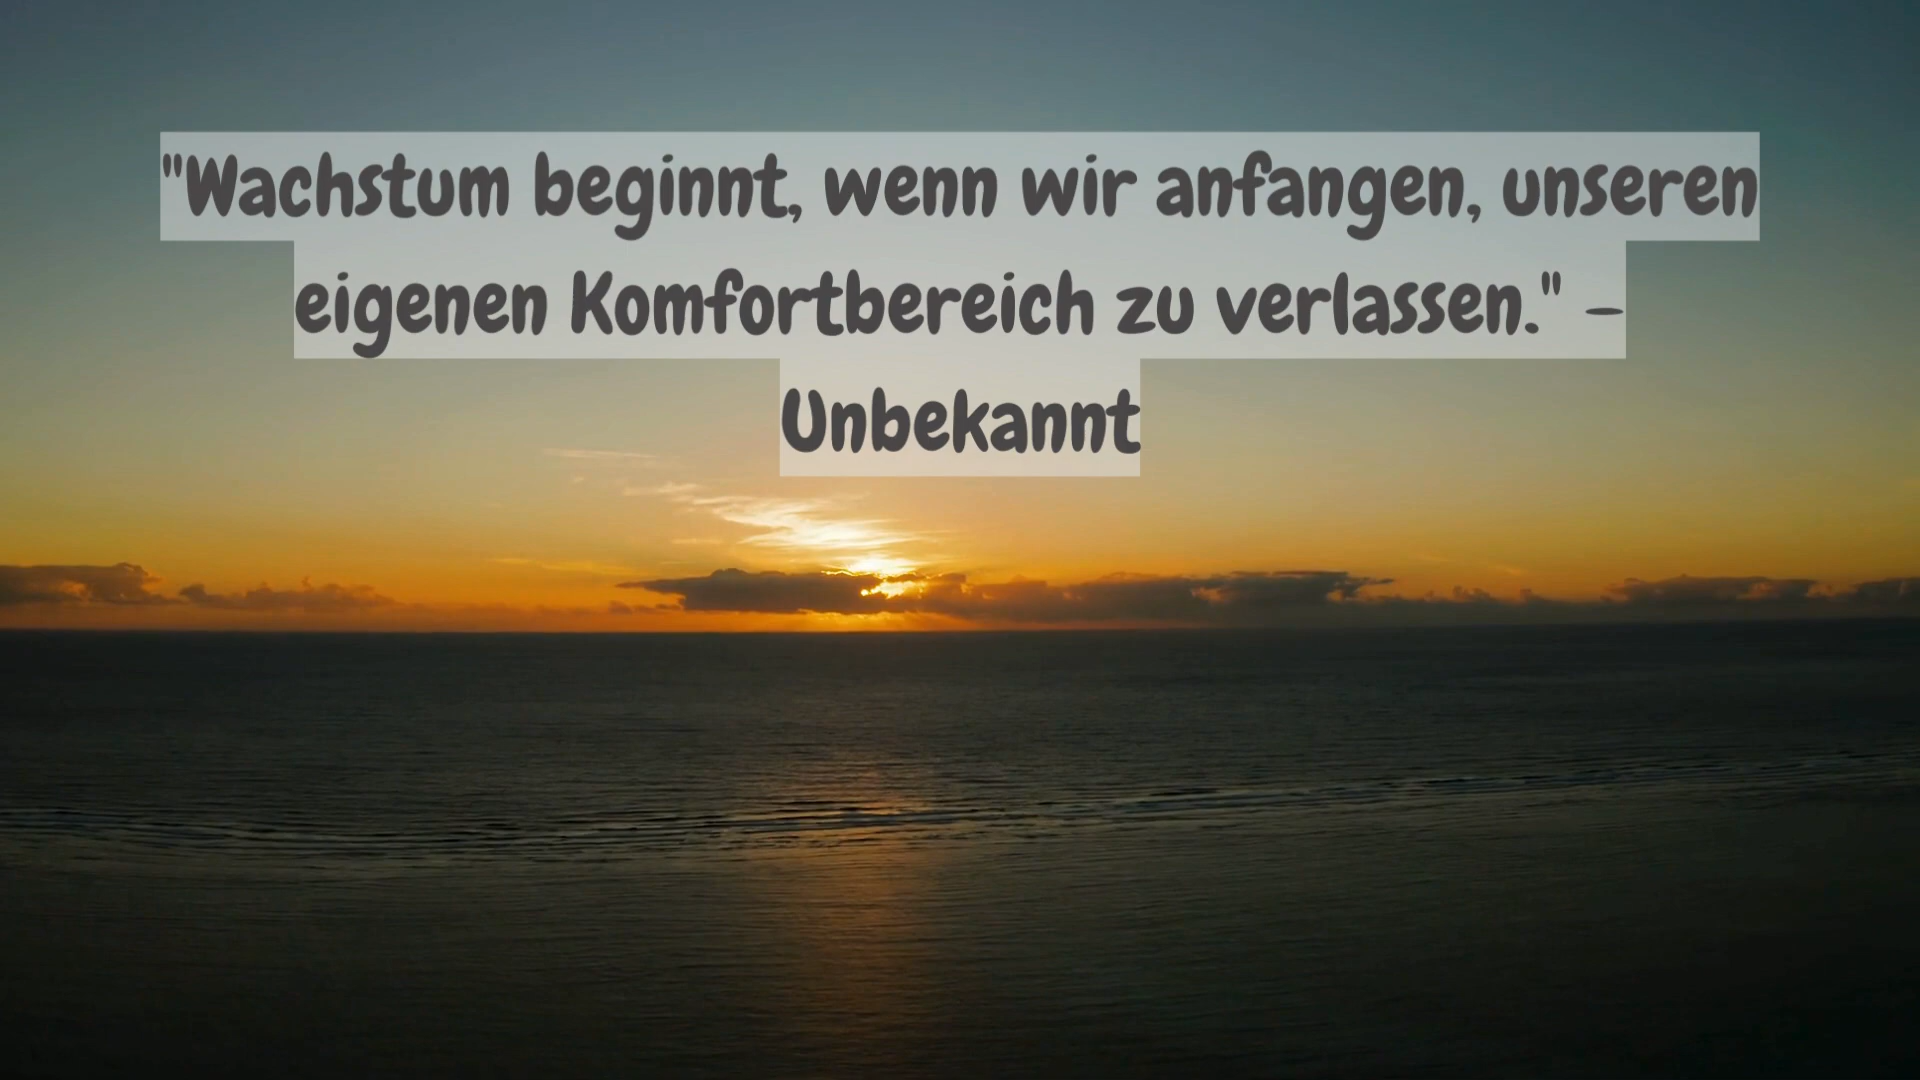 "Wachstum beginnt, wenn wir anfangen, unseren
eigenen Komfortbereich zu verlassen." –
Unbekannt